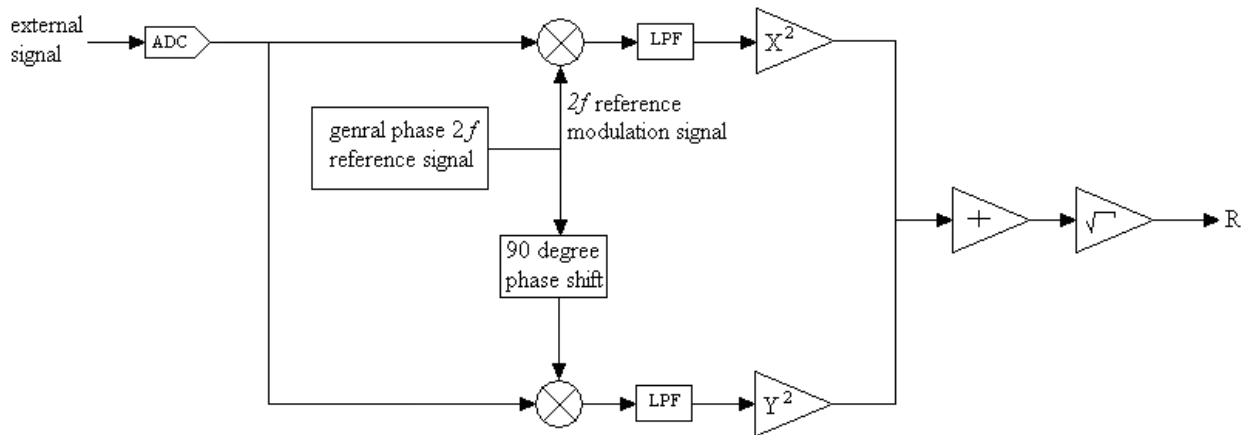 external
signal
ADC
LPF
X²
genral phase 2f
reference signal
2f reference
modulation signal
90 degree
phase shift
+
√
R
LPF
Y²